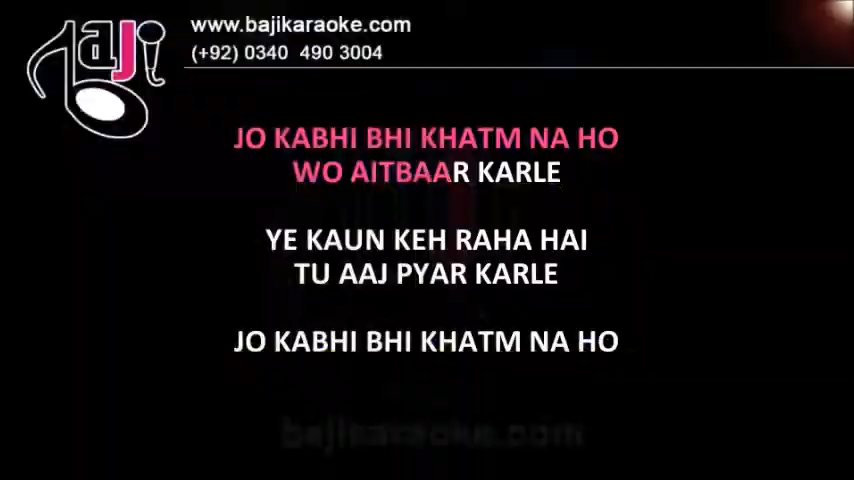 Baji
www.bajikaraoke.com
(+92) 0340 490 3004
JO KABHI BHI KHATM NA HO
WO AITBAAR KARLE
YE KAUN KEH RAHA HAI
TU AAJ PYAR KARLE
JO KABHI BHI KHATM NA HO
bajikaraoke.com